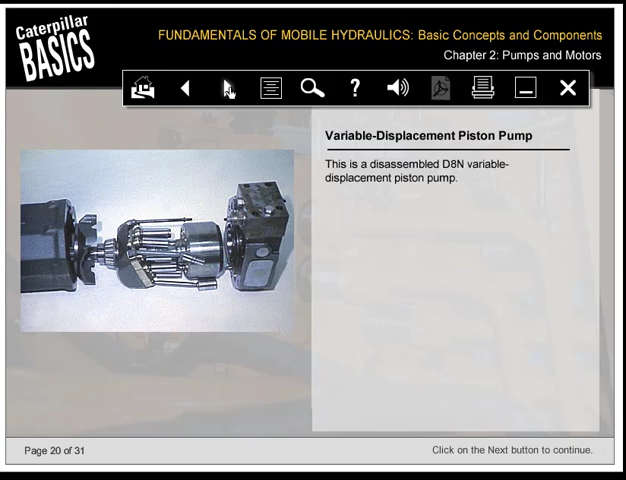 Caterpillar
BASICS
FUNDAMENTALS OF MOBILE HYDRAULICS: Basic Concepts and Components
Chapter 2: Pumps and Motors
?
Variable-Displacement Piston Pump
This is a disassembled D8N variable-
displacement piston pump.
Page 20 of 31
Click on the Next button to continue.